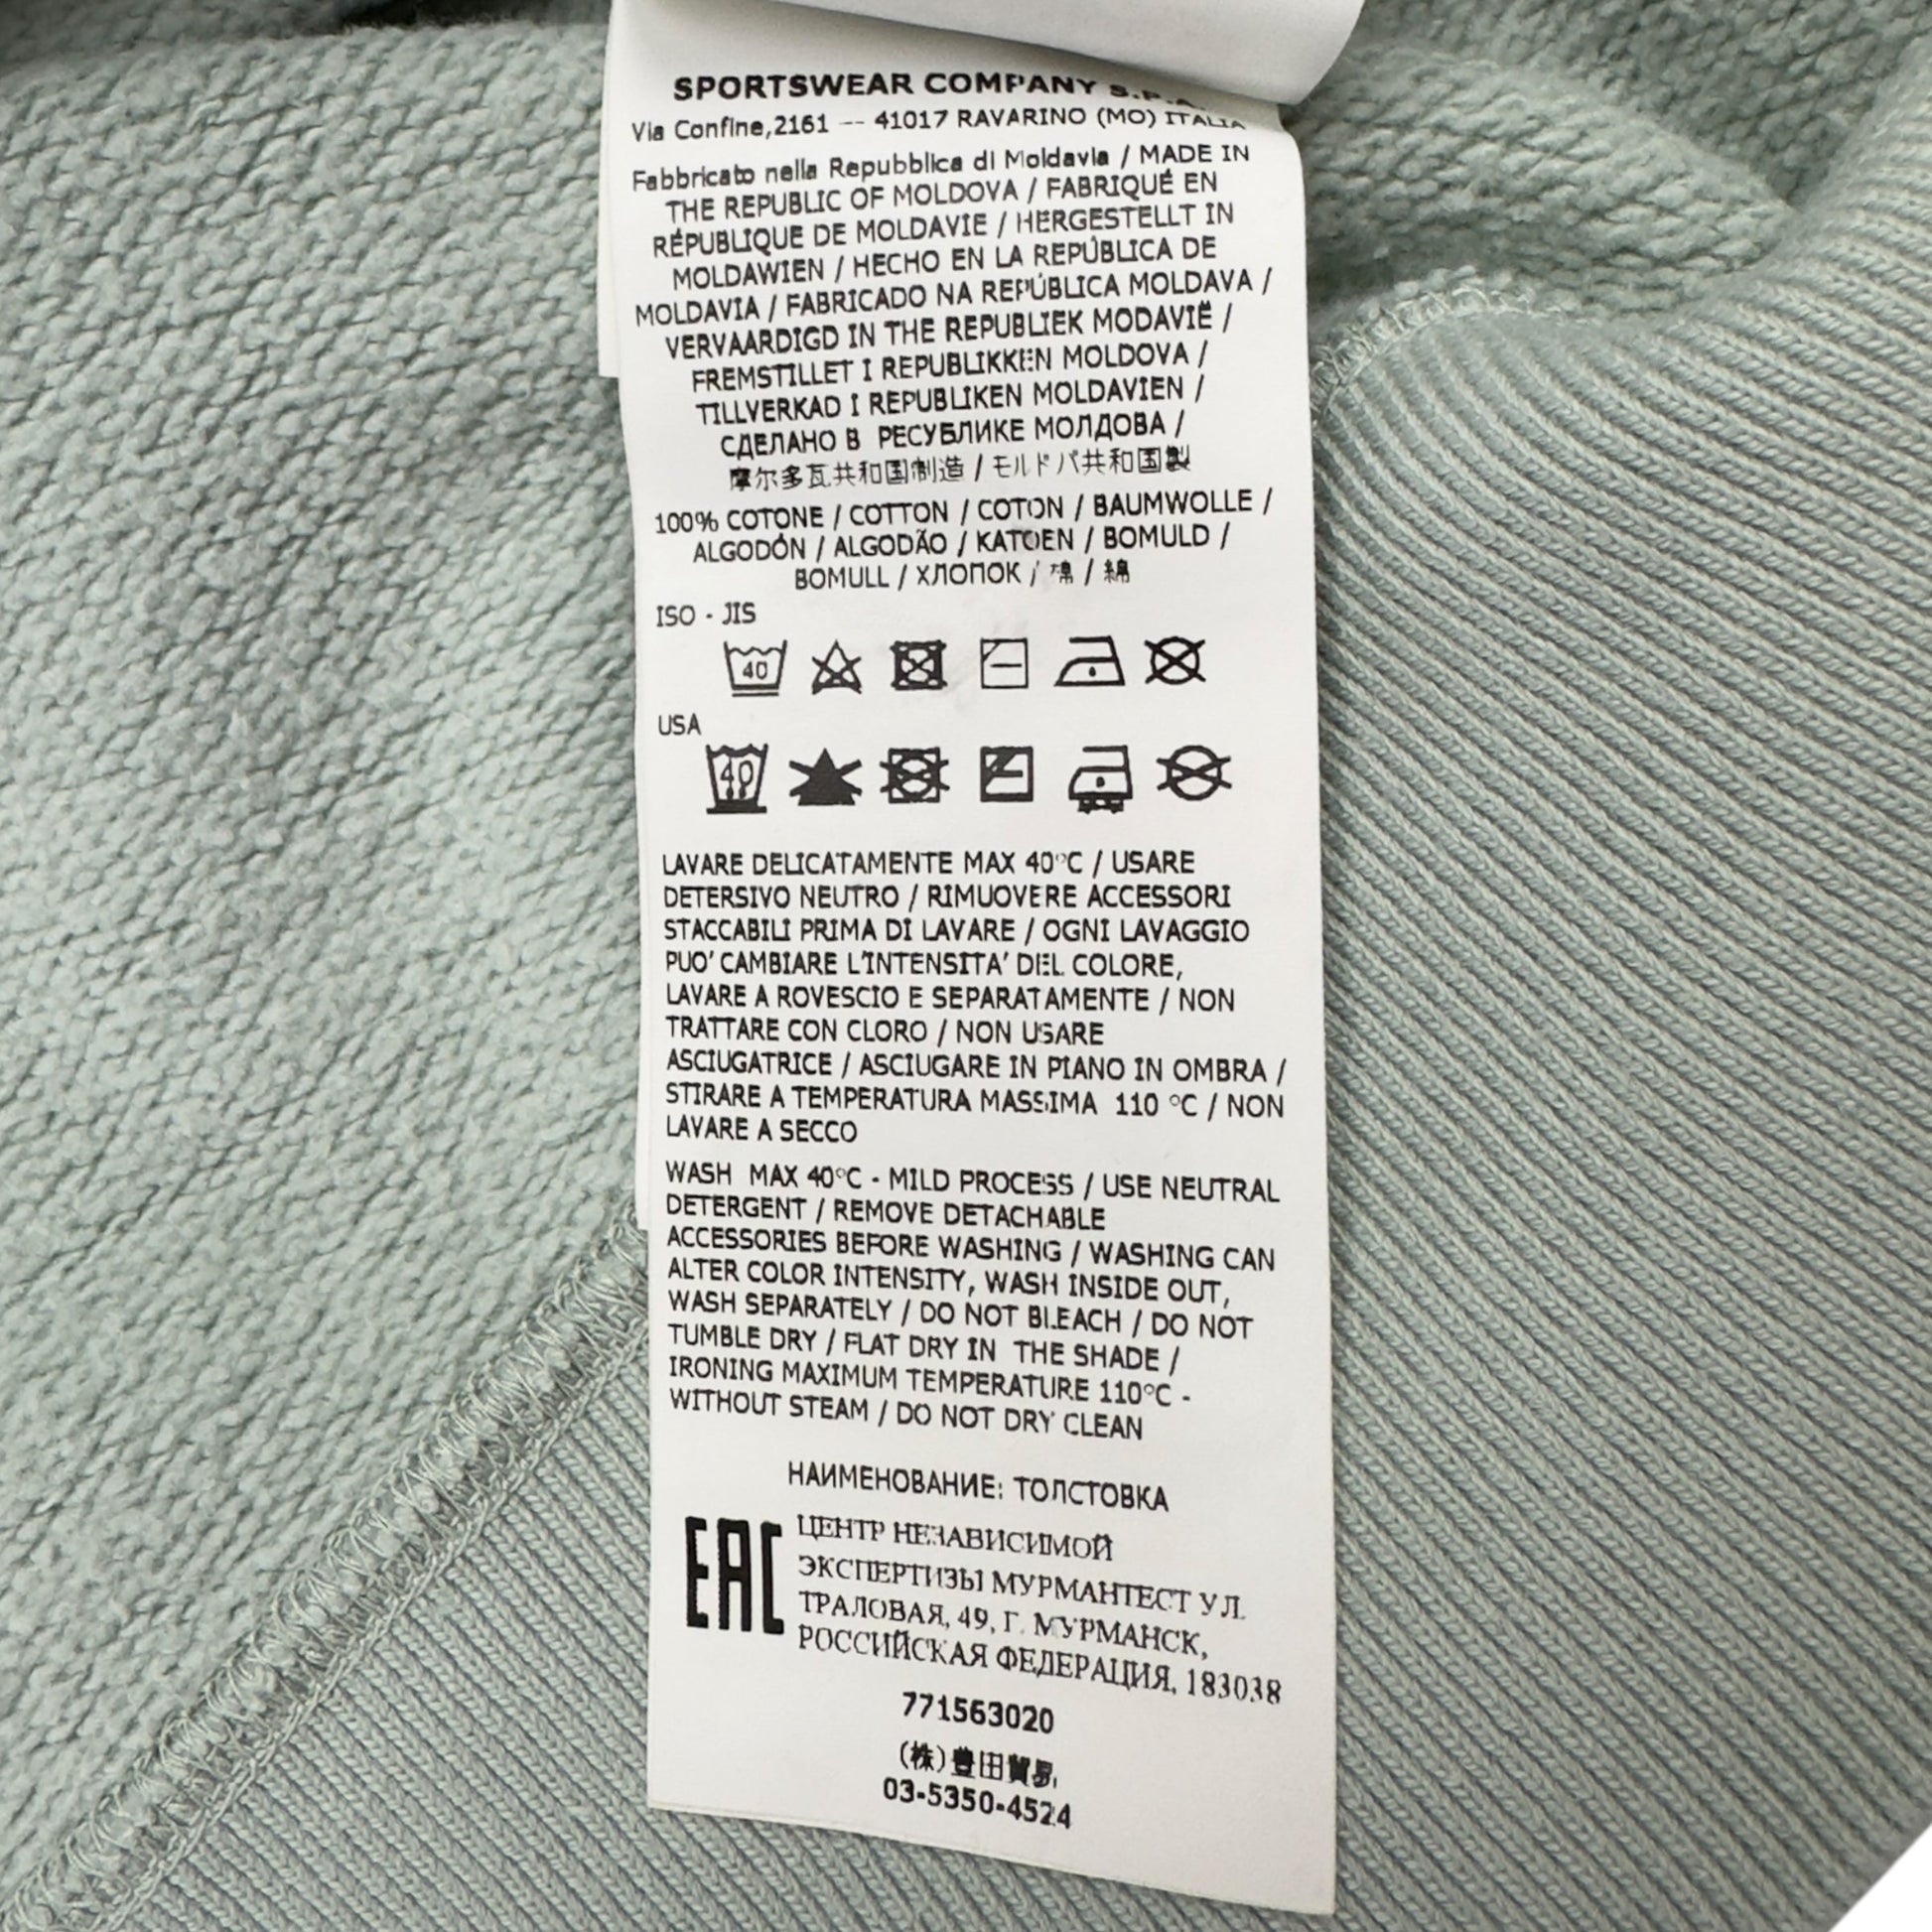 SPORTSWEAR COMPANY S.P.A.
Via Confine,2161 -- 41017 RAVARINO (MO) ITALIA
Fabbricato nella Repubblica di Moldavia / MADE IN
THE REPUBLIC OF MOLDOVA / FABRIQUÉ EN
RÉPUBLIQUE DE MOLDAVIE / HERGESTELLT IN
MOLDAWIEN / HECHO EN LA REPÚBLICA DE
MOLDAVIA / FABRICADO NA REPÚBLICA MOLDAVA /
VERVAARDIGD IN THE REPUBLIEK MODAVIË /
FREMSTILLET I REPUBLIKKEN MOLDOVA /
TILLVERKAD I REPUBLIKEN MOLDAVIEN /
СДЕЛАНО В РЕСУБЛИКЕ МОЛДОВА /
摩尔多瓦共和国制造 / モルドバ共和国製
100% COTONE / COTTON / COTON / BAUMWOLLE /
ALGODÓN / ALGODÃO / KATOEN / BOMULD /
BOMULL / ХЛОПОК / 棉 / 綿
ISO - JIS
40
USA
40
LAVARE DELICATAMENTE MAX 40°C / USARE
DETERSIVO NEUTRO / RIMUOVERE ACCESSORI
STACCABILI PRIMA DI LAVARE / OGNI LAVAGGIO
PUO' CAMBIARE L'INTENSITA' DEL COLORE,
LAVARE A ROVESCIO E SEPARATAMENTE / NON
TRATTARE CON CLORO / NON USARE
ASCIUGATRICE / ASCIUGARE IN PIANO IN OMBRA /
STIRARE A TEMPERATURA MASSIMA 110 °C / NON
LAVARE A SECCO
WASH MAX 40°C - MILD PROCESS / USE NEUTRAL
DETERGENT / REMOVE DETACHABLE
ACCESSORIES BEFORE WASHING / WASHING CAN
ALTER COLOR INTENSITY, WASH INSIDE OUT,
WASH SEPARATELY / DO NOT BLEACH / DO NOT
TUMBLE DRY / FLAT DRY IN THE SHADE /
IRONING MAXIMUM TEMPERATURE 110°C -
WITHOUT STEAM / DO NOT DRY CLEAN
НАИМЕНОВАНИЕ: ТОЛСТОВКА
EAC
ЦЕНТР НЕЗАВИСИМОЙ
ЭКСПЕРТИЗЫ МУРМАНТЕСТ УЛ.
ТРАЛОВАЯ, 49, Г. МУРМАНСК,
РОССИЙСКАЯ ФЕДЕРАЦИЯ, 183038
771563020
(株)豊田貿易
03-5350-4524